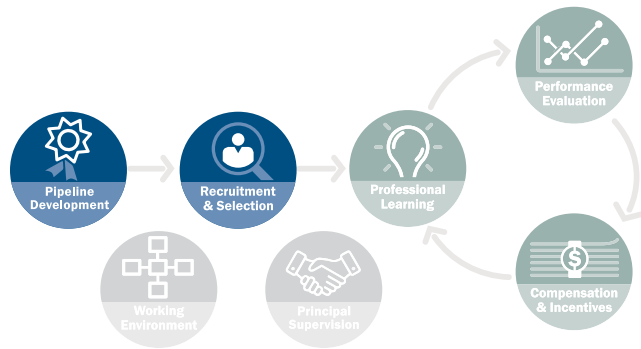 Pipeline
Development
Recruitment
& Selection
Professional
Learning
Performance
Evaluation
Compensation
& Incentives
$
Working
Environment
Principal
Supervision